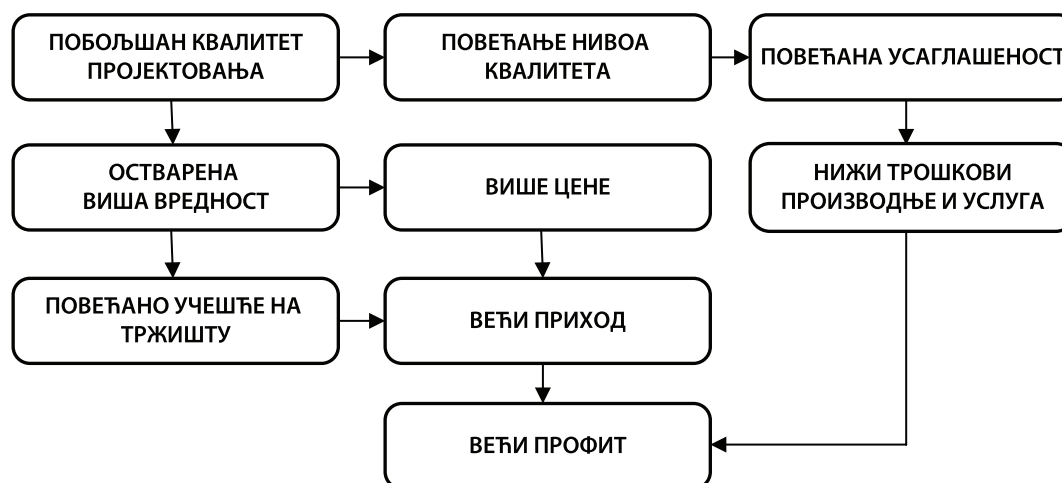 ПОБОЉШАН КВАЛИТЕТ
ПРОЈЕКТОВАЊА
ПОВЕЋАЊЕ НИВОА
КВАЛИТЕТА
ПОВЕЋАНА УСАГЛАШЕНОСТ
ОСТВАРЕНА
ВИША ВРЕДНОСТ
ВИШЕ ЦЕНЕ
НИЖИ ТРОШКОВИ
ПРОИЗВОДЊЕ И УСЛУГА
ПОВЕЋАНО УЧЕШЋЕ НА
ТРЖИШТУ
ВЕЋИ ПРИХОД
ВЕЋИ ПРОФИТ